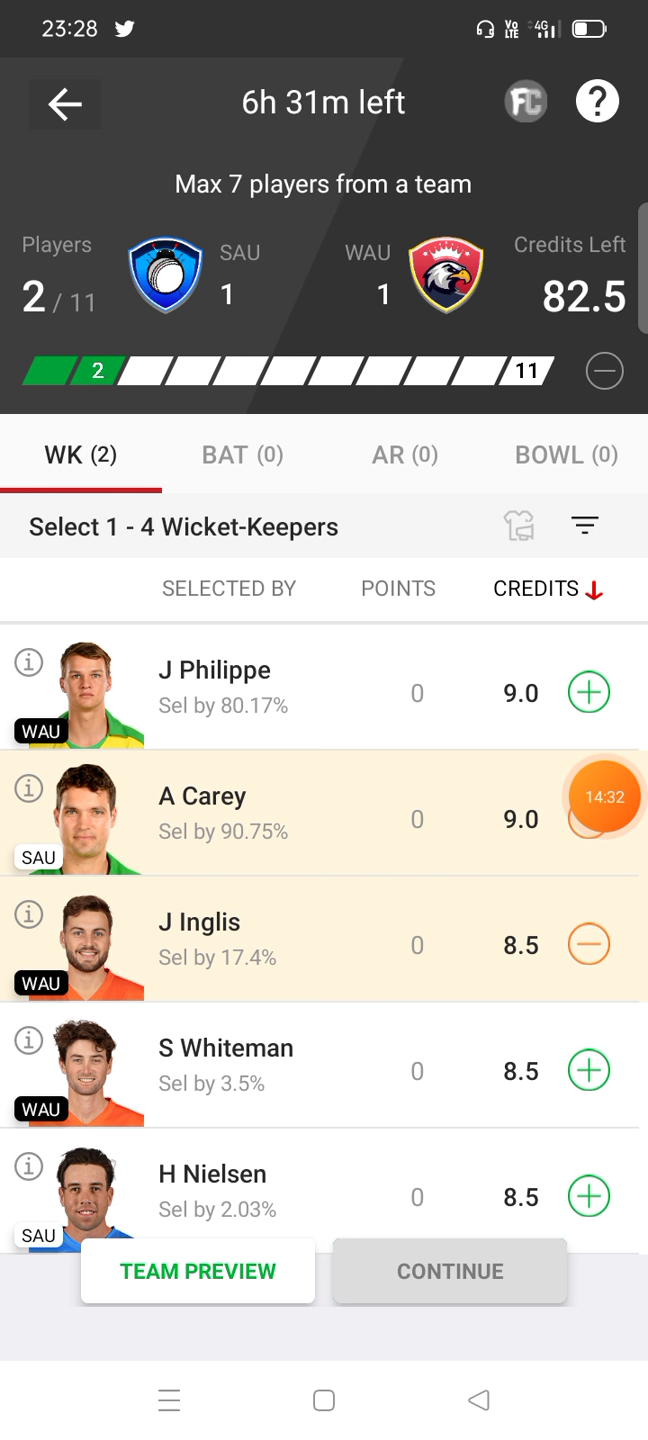 23:28
Vo LTE 4G
6h 31m left
FC ?
Max 7 players from a team
Players
2 / 11
SAU
1
WAU
1
Credits Left
82.5
2
11
WK (2) BAT (0) AR (0) BOWL (0)
Select 1 - 4 Wicket-Keepers
SELECTED BY POINTS CREDITS
J Philippe
Sel by 80.17%
0 9.0
WAU
A Carey
Sel by 90.75%
0 9.0
14:32
SAU
J Inglis
Sel by 17.4%
0 8.5
WAU
S Whiteman
Sel by 3.5%
0 8.5
WAU
H Nielsen
Sel by 2.03%
0 8.5
SAU
TEAM PREVIEW CONTINUE